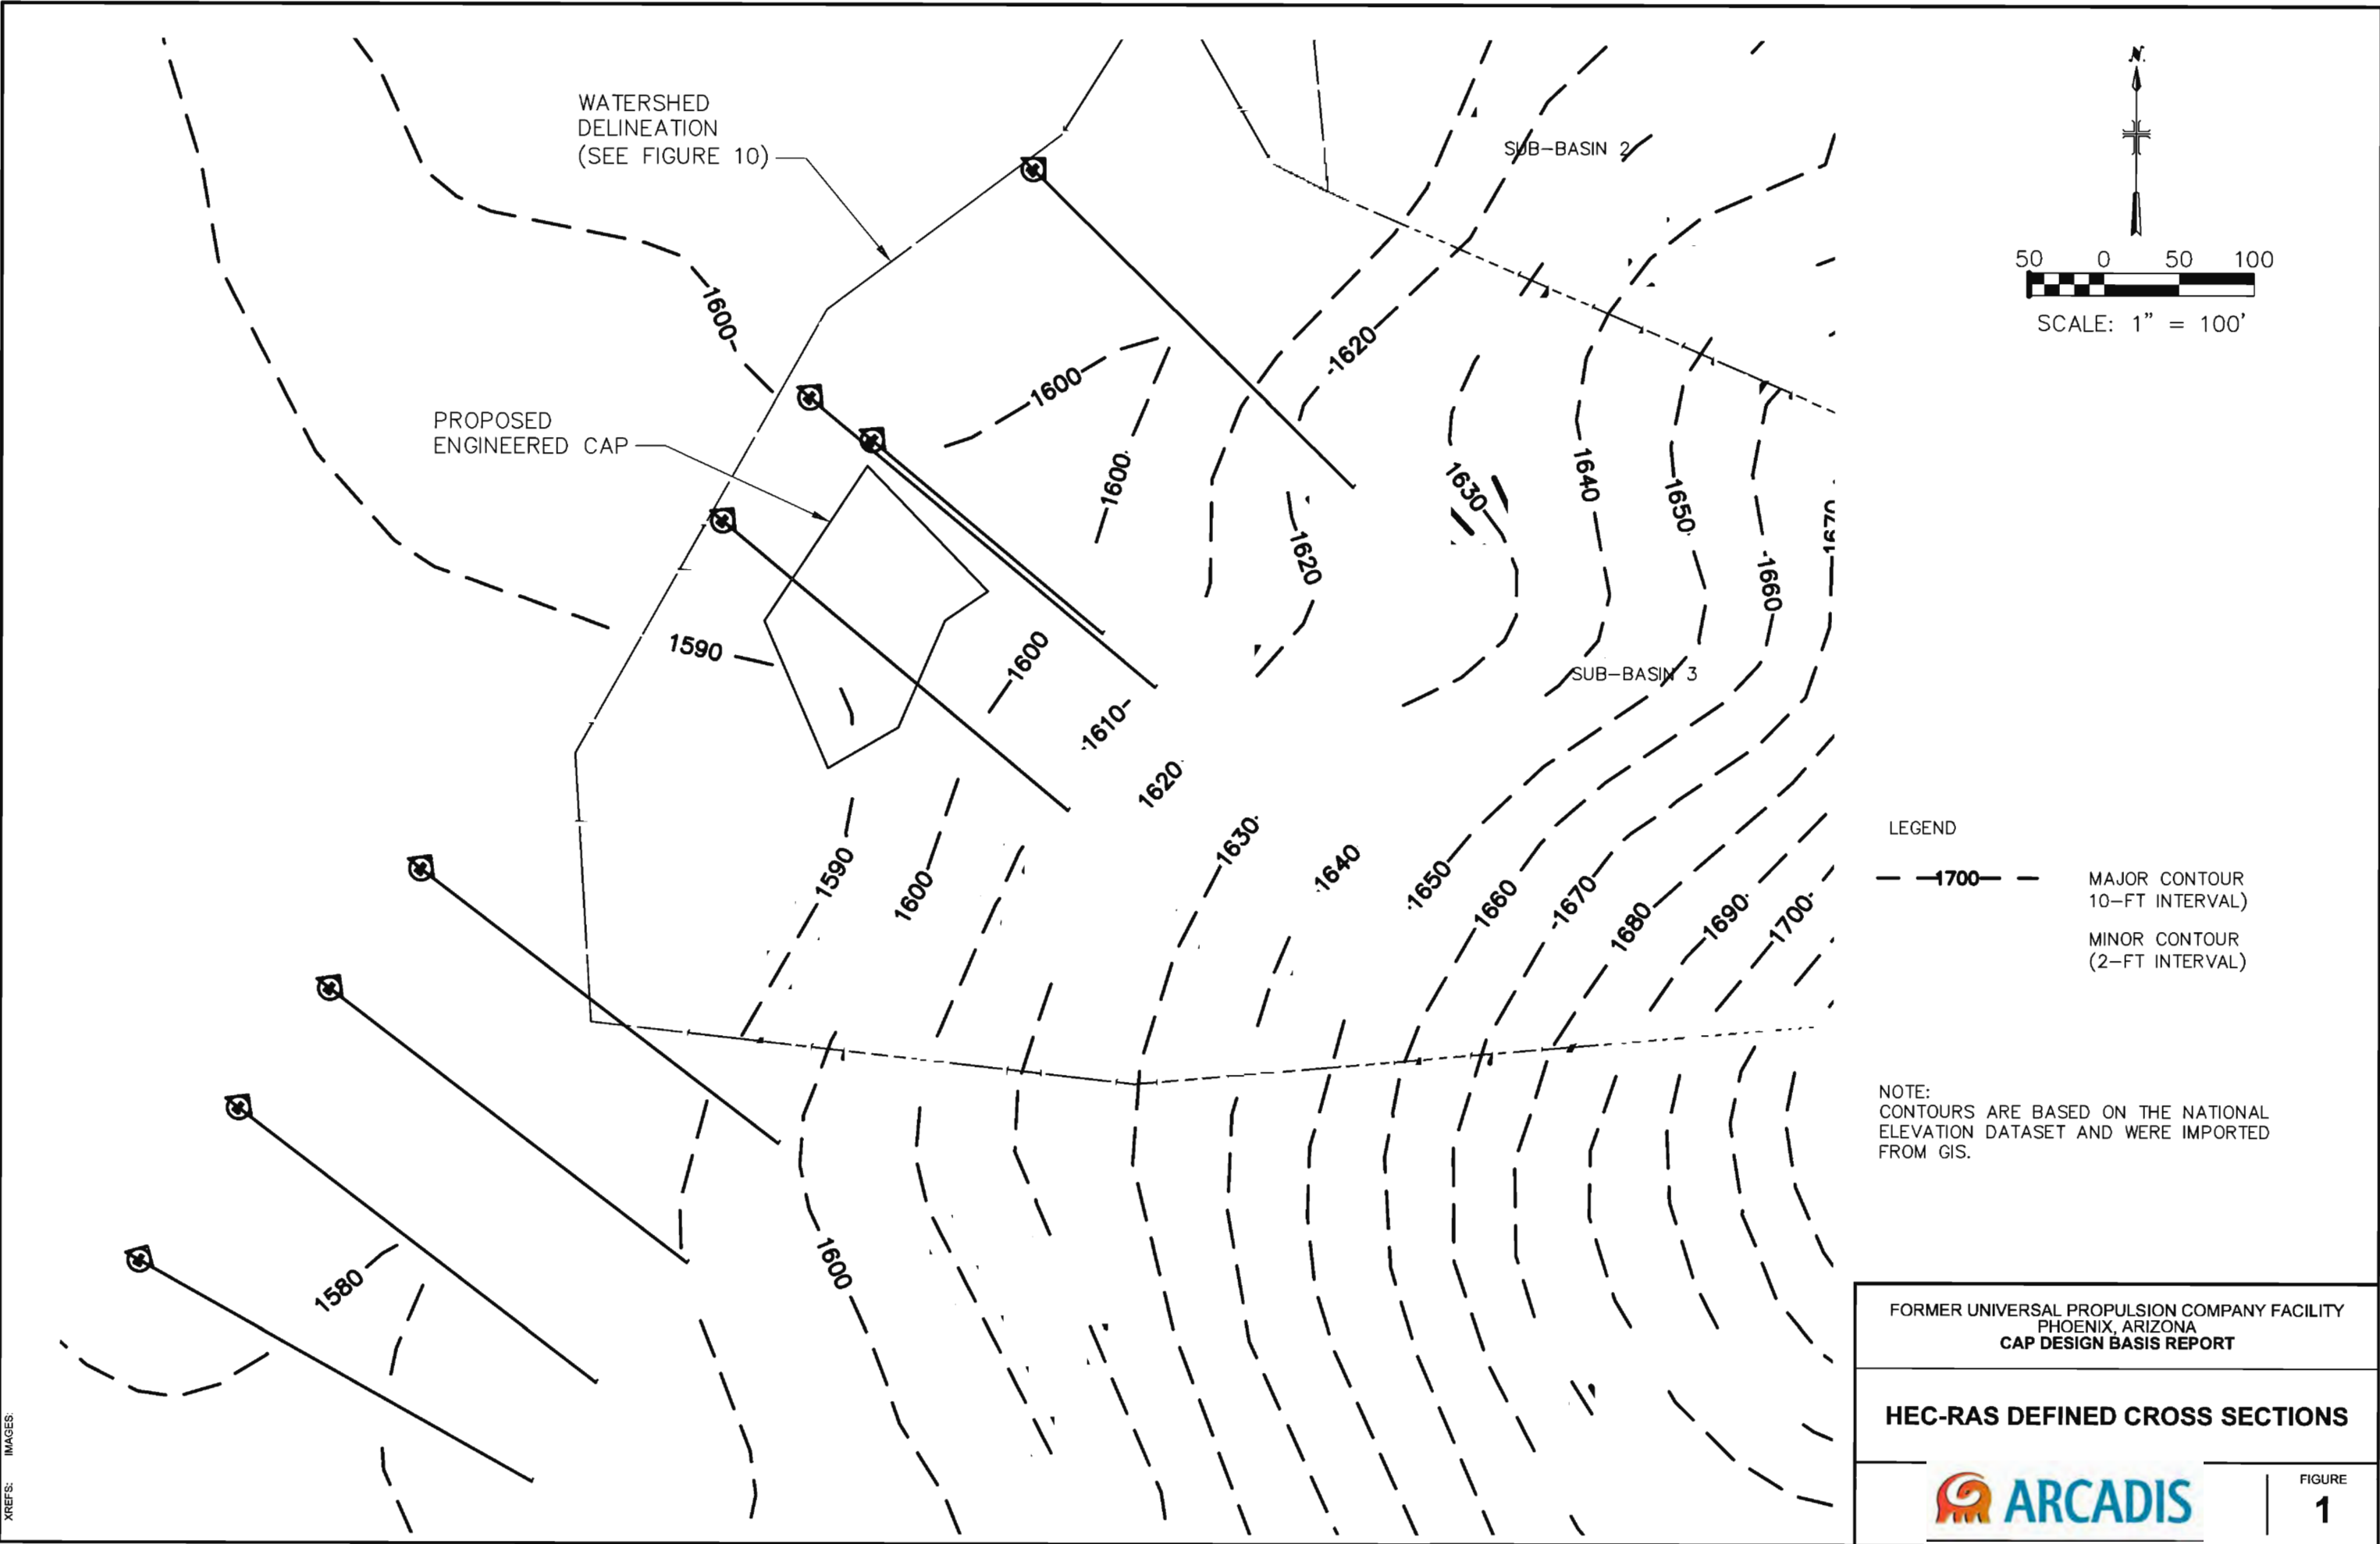 WATERSHED
DELINEATION
(SEE FIGURE 10)
PROPOSED
ENGINEERED CAP
SUB-BASIN 2
SUB-BASIN 3
N
50 0 50 100
SCALE: 1" = 100'
1600
1600
1600
1620
1620
1630
1640
1650
1660
1670
1590
1600
1610
1620
1630
1640
1650
1660
1670
1680
1690
1700
1590
1600
1600
1580
LEGEND
1700
MAJOR CONTOUR
10-FT INTERVAL)
MINOR CONTOUR
(2-FT INTERVAL)
NOTE:
CONTOURS ARE BASED ON THE NATIONAL
ELEVATION DATASET AND WERE IMPORTED
FROM GIS.
FORMER UNIVERSAL PROPULSION COMPANY FACILITY
PHOENIX, ARIZONA
CAP DESIGN BASIS REPORT
HEC-RAS DEFINED CROSS SECTIONS
ARCADIS
FIGURE
1
XREFS: IMAGES: